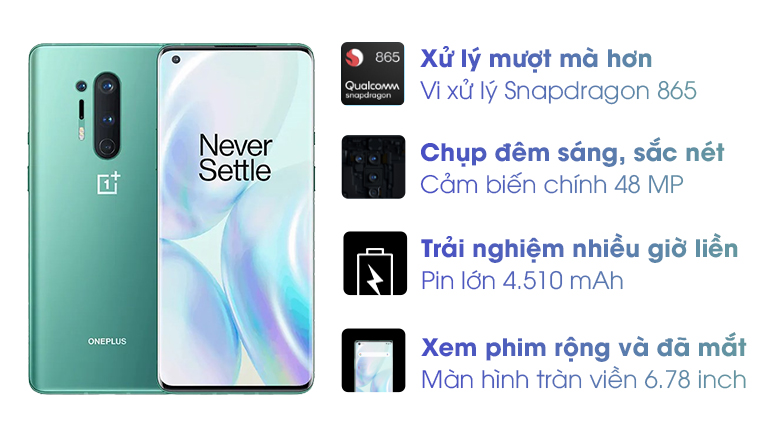 1+
ONEPLUS
Never
Settle
865
Qualcomm
snapdragon
Xử lý mượt mà hơn
Vi xử lý Snapdragon 865
Chụp đêm sáng, sắc nét
Cảm biến chính 48 MP
Trải nghiệm nhiều giờ liền
Pin lớn 4.510 mAh
Xem phim rộng và đã mắt
Màn hình tràn viền 6.78 inch